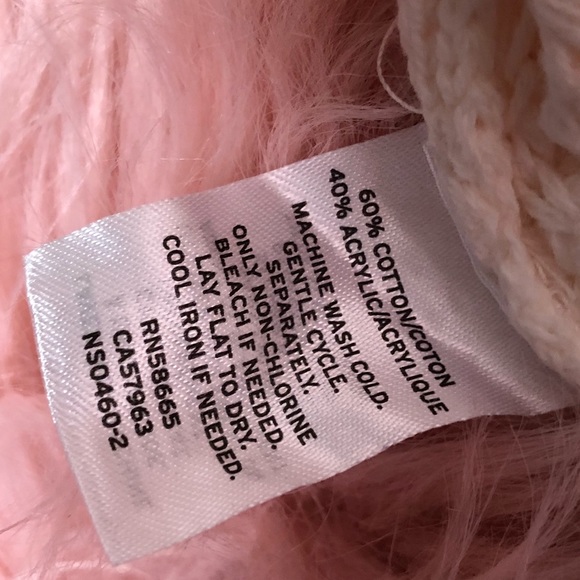 60% COTTON/COTON
40% ACRYLIC/ACRYLIQUE
MACHINE WASH COLD.
GENTLE CYCLE.
SEPARATELY.
ONLY NON-CHLORINE
BLEACH IF NEEDED.
LAY FLAT TO DRY.
COOL IRON IF NEEDED.
RN58665
CA57963
NS0460-2